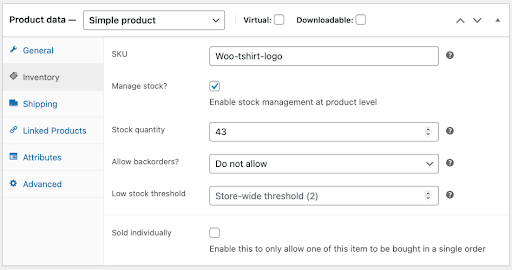 Product data — Simple product Virtual: Downloadable:
General
Inventory
Shipping
Linked Products
Attributes
Advanced
SKU Woo-tshirt-logo
Manage stock?
Enable stock management at product level
Stock quantity 43
Allow backorders? Do not allow
Low stock threshold Store-wide threshold (2)
Sold individually
Enable this to only allow one of this item to be bought in a single order